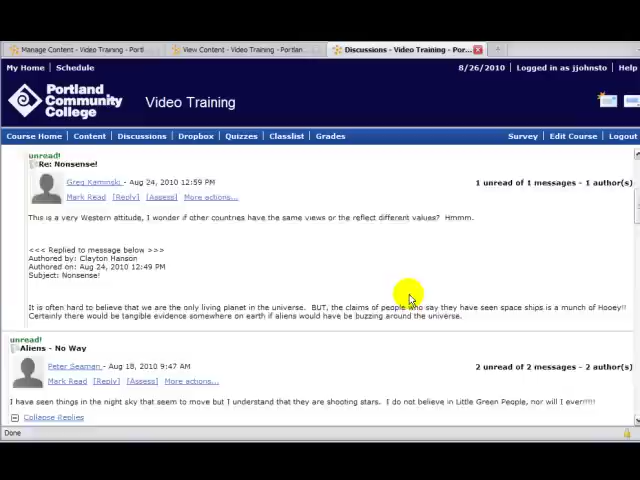 Manage Content - Video Training - Portl...
View Content - Video Training - Portlan...
Discussions - Video Training - Por...
My Home | Schedule
8/26/2010 | Logged in as jjohnsto | Help
Portland
Community
College
Video Training
Course Home | Content | Discussions | Dropbox | Quizzes | Classlist | Grades
Survey | Edit Course | Logout
unread!
Re: Nonsense!
Greg Kaminski - Aug 24, 2010 12:59 PM
1 unread of 1 messages - 1 author(s)
Mark Read [Reply] [Assess] More actions...
This is a very Western attitude, I wonder if other countries have the same views or the reflect different values? Hmmm.
<<< Replied to message below >>>
Authored by: Clayton Hanson
Authored on: Aug 24, 2010 12:49 PM
Subject: Nonsense!
It is often hard to believe that we are the only living planet in the universe. BUT, the claims of people who say they have seen space ships is a munch of Hooey!!
Certainly there would be tangible evidence somewhere on earth if aliens would have be buzzing around the universe.
unread!
Aliens - No Way
Peter Seaman - Aug 18, 2010 9:47 AM
2 unread of 2 messages - 2 author(s)
Mark Read [Reply] [Assess] More actions...
I have seen things in the night sky that seem to move but I understand that they are shooting stars. I do not believe in Little Green People, nor will I ever!!!!!
Collapse Replies
Done